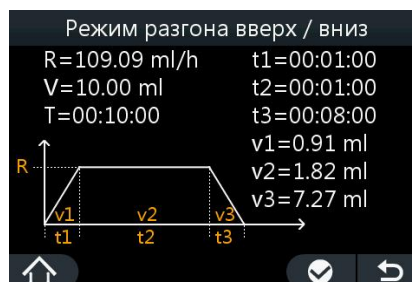 Режим разгона вверх / вниз
R=109.09 ml/h t1=00:01:00
V=10.00 ml t2=00:01:00
T=00:10:00 t3=00:08:00
v1=0.91 ml
v2=1.82 ml
v3=7.27 ml
R
v1 v2 v3
t1 t2 t3